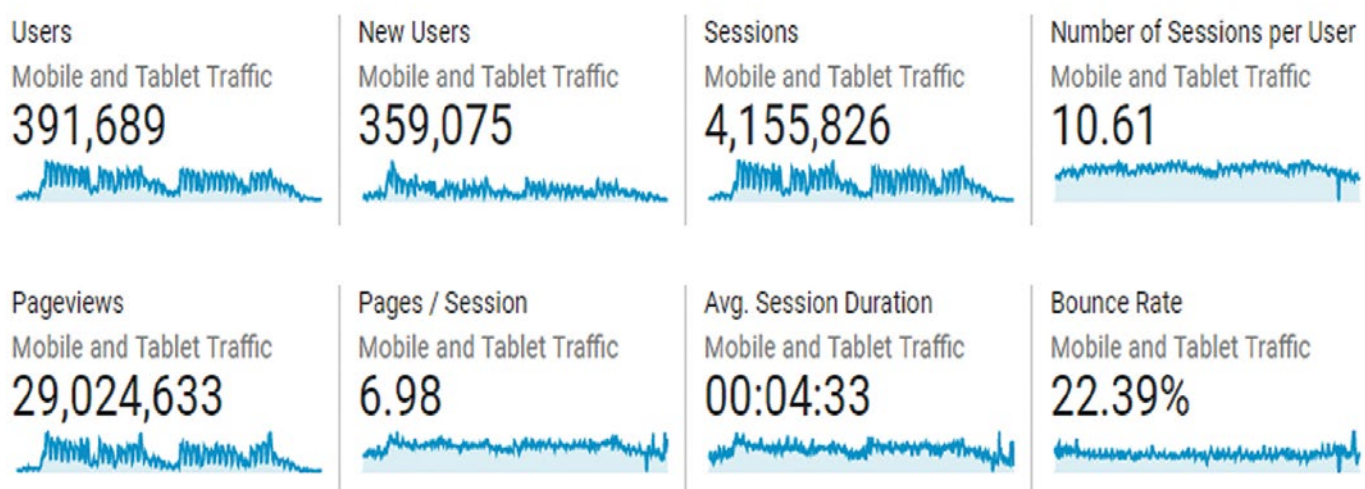 Users
Mobile and Tablet Traffic
391,689
New Users
Mobile and Tablet Traffic
359,075
Sessions
Mobile and Tablet Traffic
4,155,826
Number of Sessions per User
Mobile and Tablet Traffic
10.61
Pageviews
Mobile and Tablet Traffic
29,024,633
Pages / Session
Mobile and Tablet Traffic
6.98
Avg. Session Duration
Mobile and Tablet Traffic
00:04:33
Bounce Rate
Mobile and Tablet Traffic
22.39%